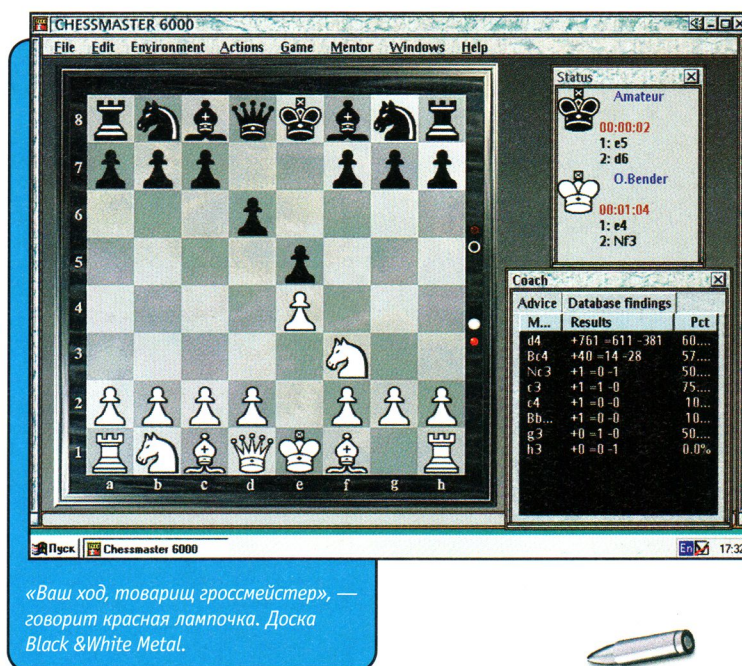 CHESSMASTER 6000
File Edit Environment Actions Game Mentor Windows Help
8
7
6
5
4
3
2
1
a b c d e f g h
Status
Amateur
00:00:02
1: e5
2: d6
O.Bender
00:01:04
1: e4
2: Nf3
Coach
Advice Database findings
M... Results Pct
d4 +761 =611 -381 60....
Bc4 +40 =14 -28 57....
Nc3 +1 =0 -1 50....
c3 +1 =1 -0 75....
c4 +1 =0 -0 10...
Bb... +1 =0 -0 10...
g3 +0 =1 -0 50....
h3 +0 =0 -1 0.0%
Пуск Chessmaster 6000 En 17:32
«Ваш ход, товарищ гроссмейстер», —
говорит красная лампочка. Доска
Black &White Metal.